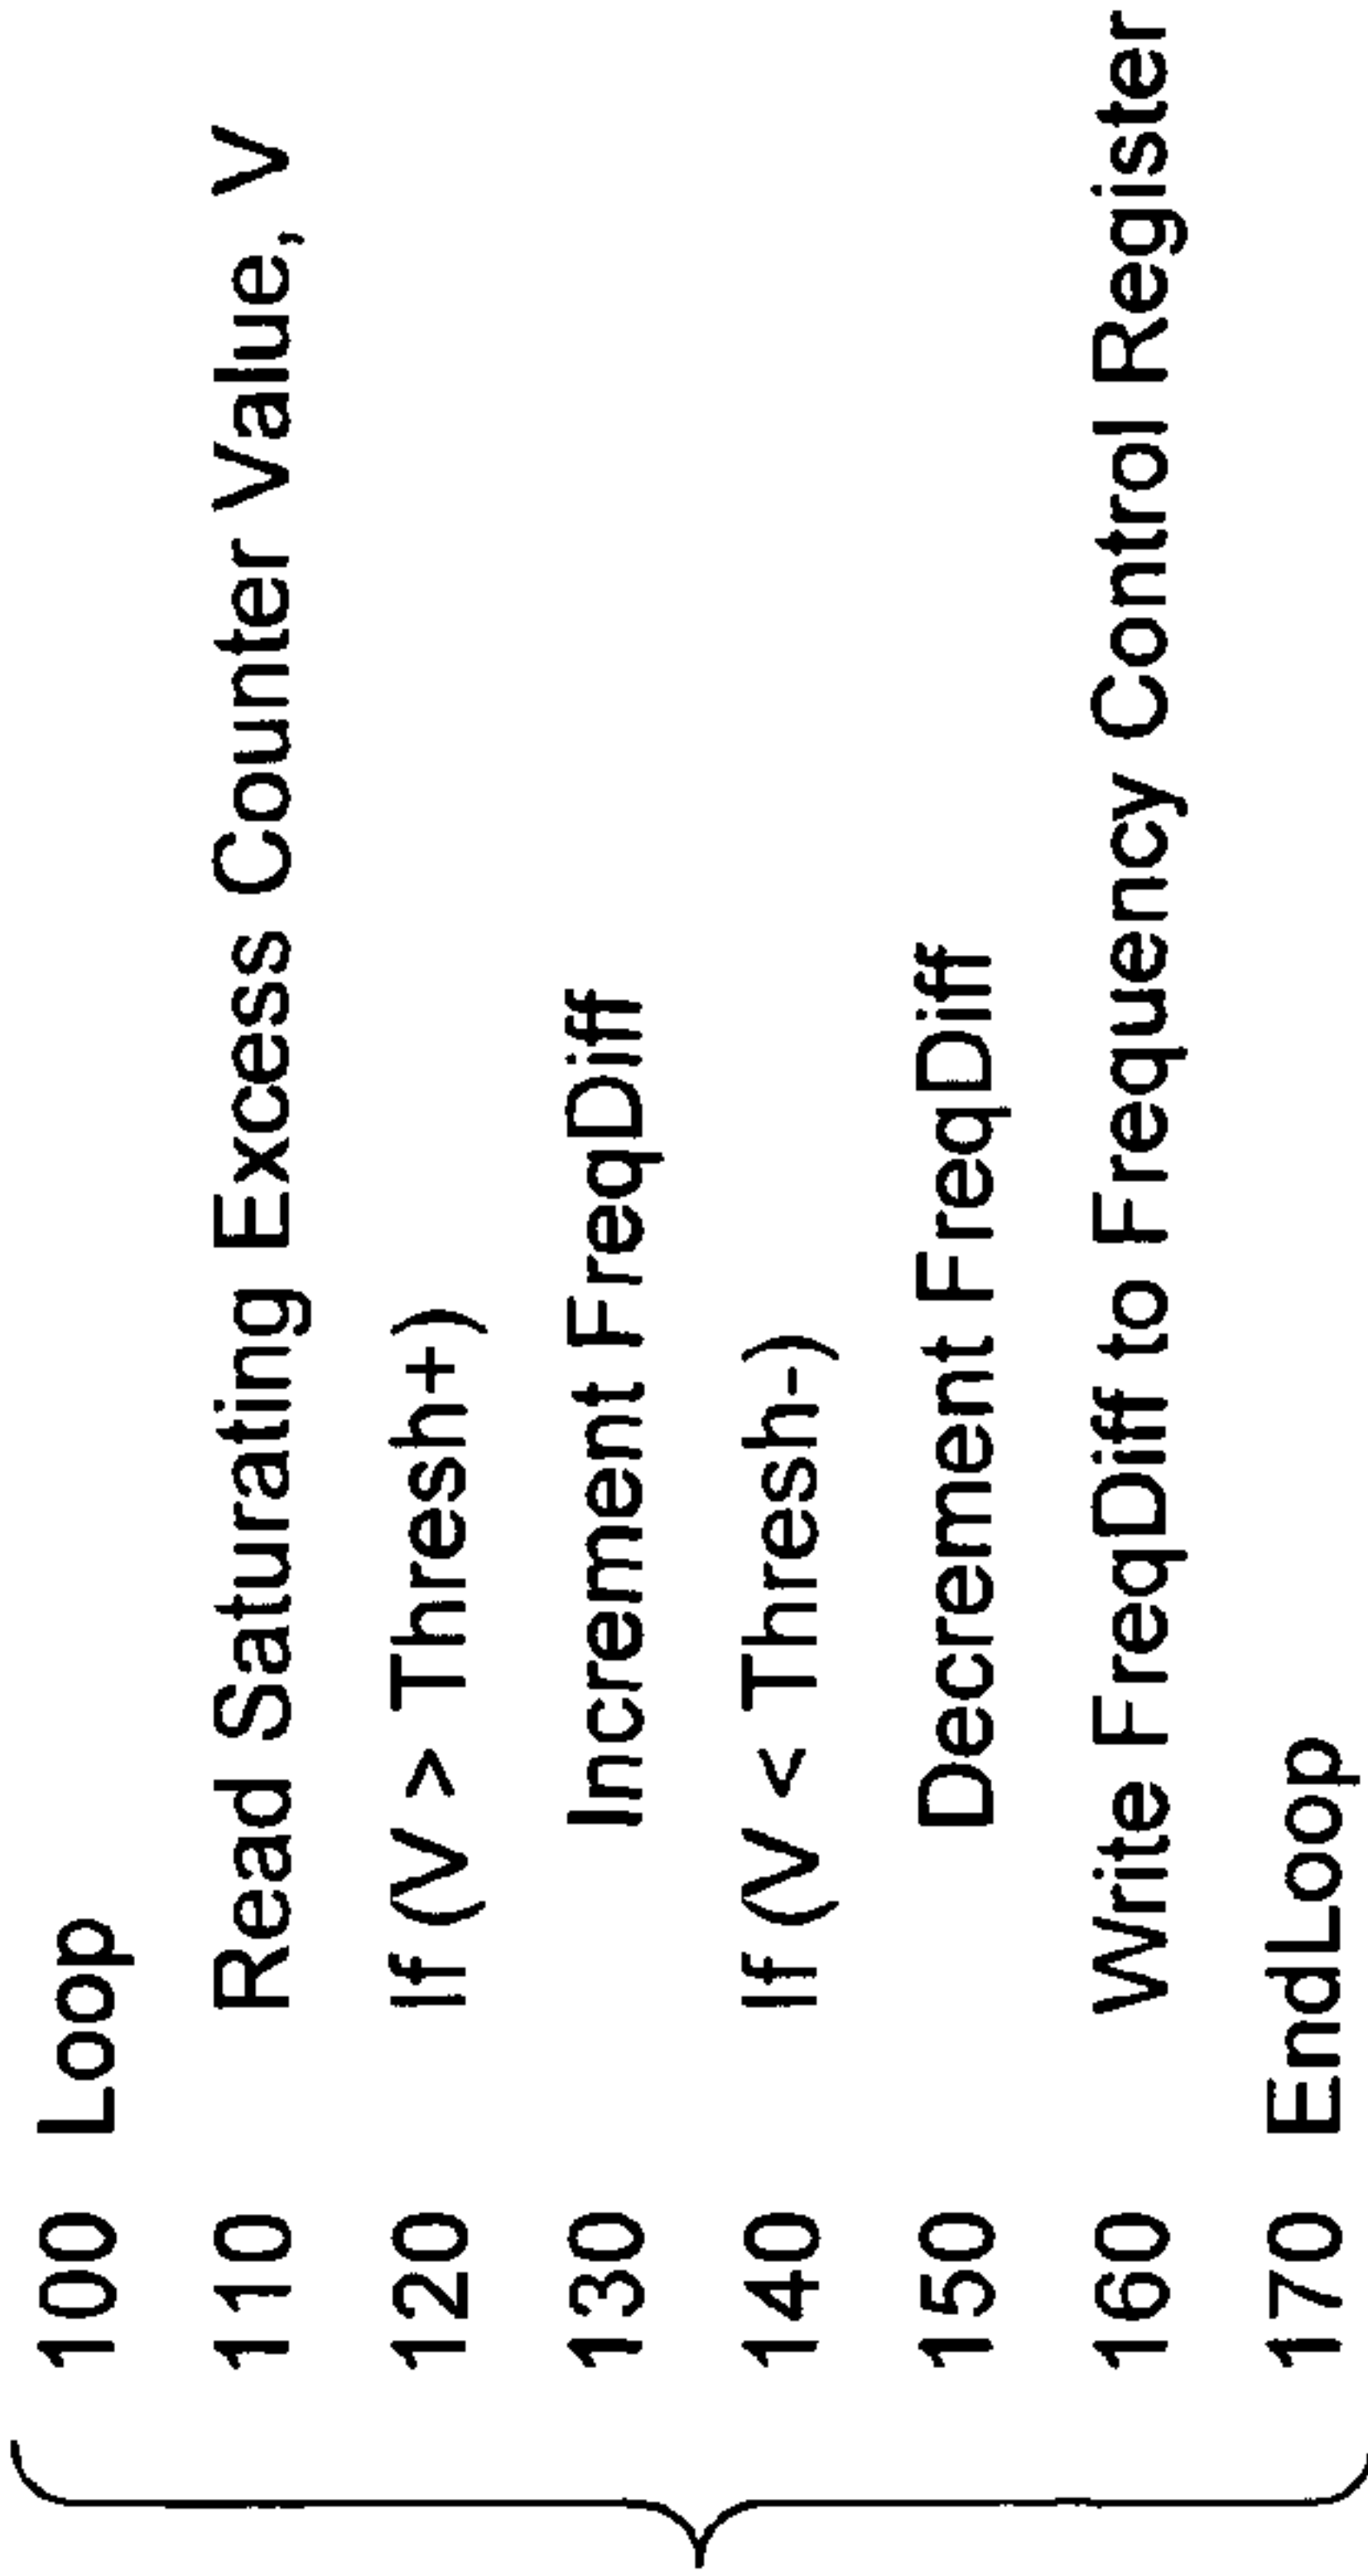 100 Loop
110 Read Saturating Excess Counter Value, V
120 If (V > Thresh+)
130 Increment FreqDiff
140 If (V < Thresh-)
150 Decrement FreqDiff
160 Write FreqDiff to Frequency Control Register
170 EndLoop